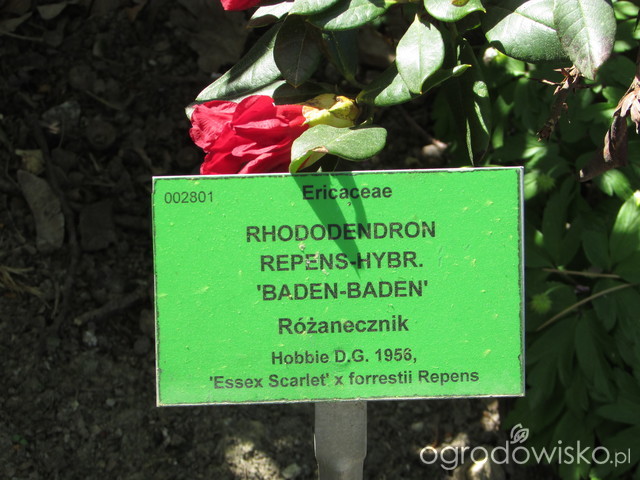 002801 Ericaceae
RHODODENDRON
REPENS-HYBR.
'BADEN-BADEN'
Różanecznik
Hobbie D.G. 1956,
'Essex Scarlet' x forrestii Repens
ogrodowisko.pl